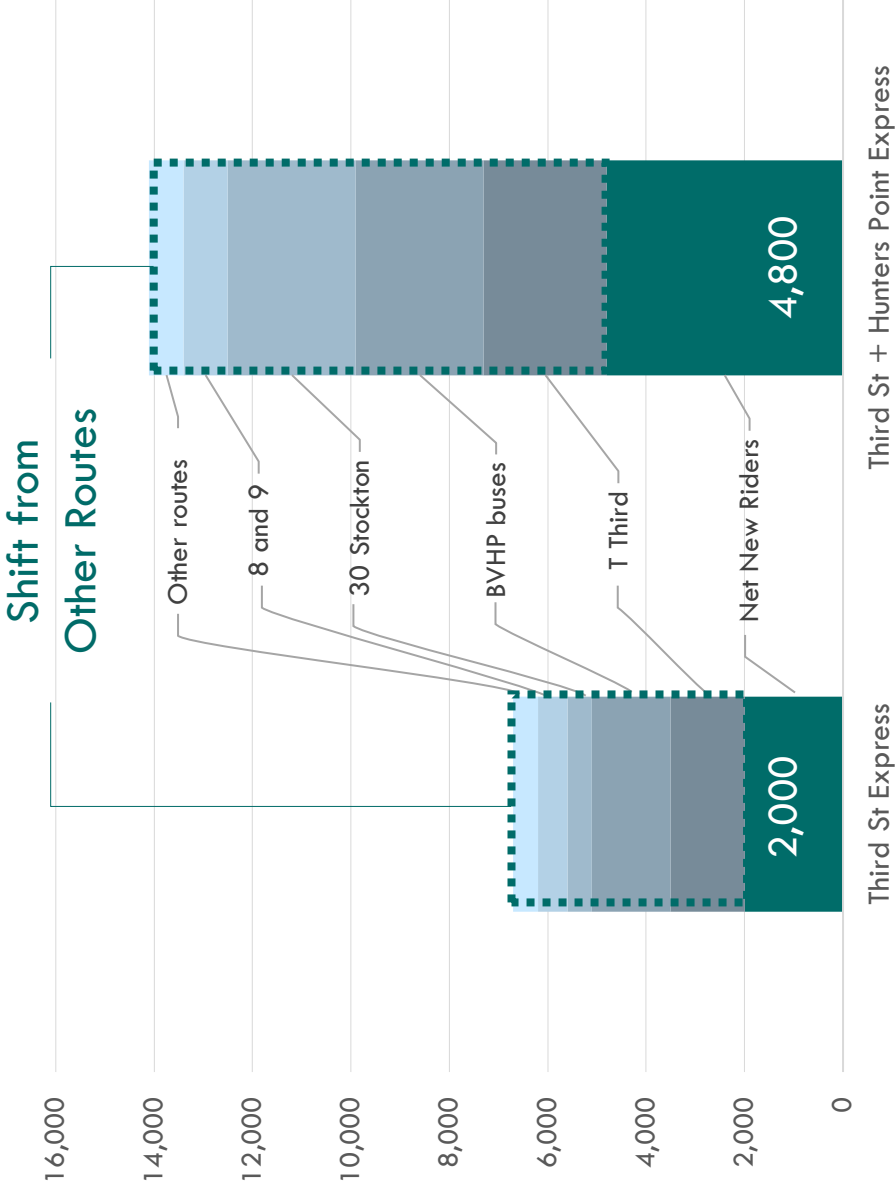 Shift from
Other Routes
16,000
14,000
12,000
10,000
8,000
6,000
4,000
2,000
0
Other routes
8 and 9
30 Stockton
BVHP buses
T Third
Net New Riders
2,000
4,800
Third St Express
Third St + Hunters Point Express